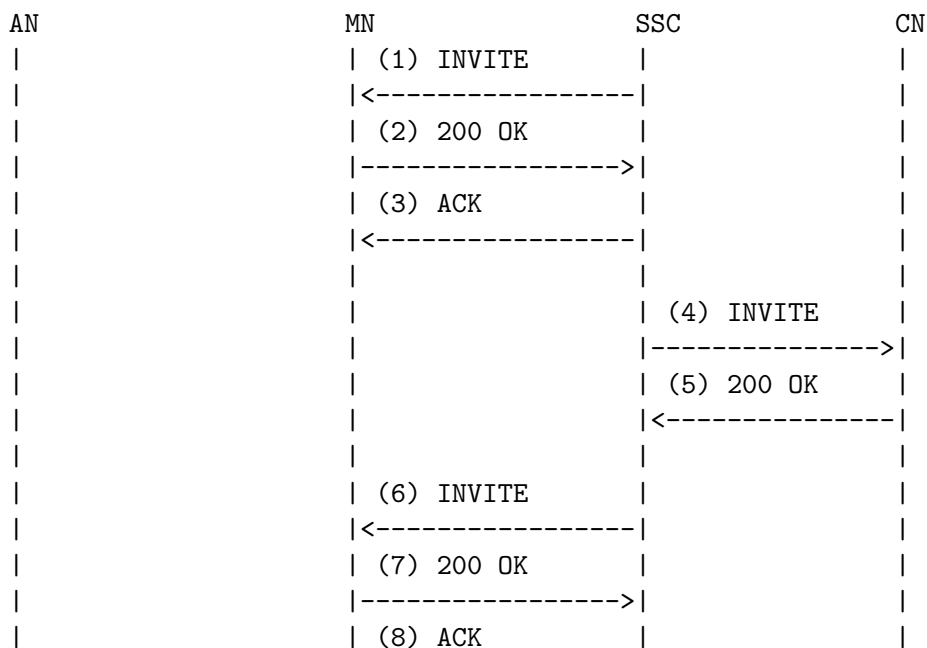 AN                     MN                  SSC               CN
|                      | (1) INVITE        |                 |
|                      |<------------------|                 |
|                      | (2) 200 OK        |                 |
|                      |------------------>|                 |
|                      | (3) ACK           |                 |
|                      |<------------------|                 |
|                      |                   |                 |
|                      |                   | (4) INVITE      |
|                      |                   |---------------->|
|                      |                   | (5) 200 OK      |
|                      |                   |<----------------|
|                      |                   |                 |
|                      | (6) INVITE        |                 |
|                      |<------------------|                 |
|                      | (7) 200 OK        |                 |
|                      |------------------>|                 |
|                      | (8) ACK           |                 |